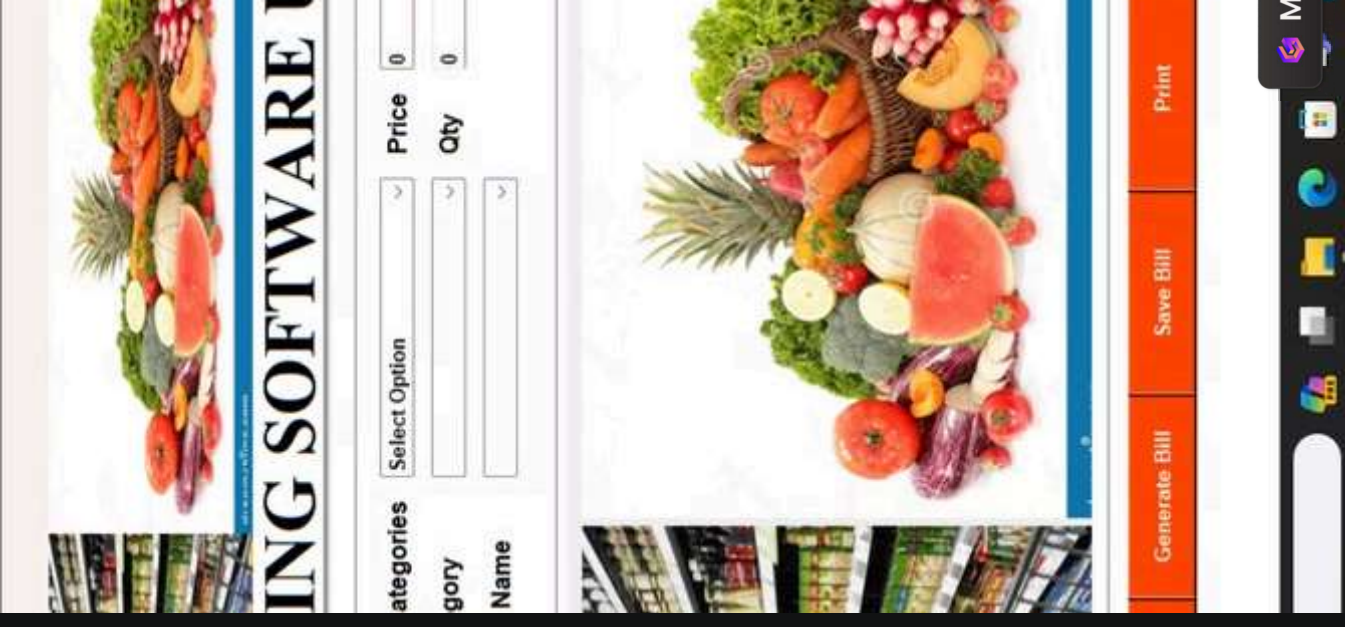 ING SOFTWARE U
ategories
Select Option
Price
0
gory
Qty
0
Name
Generate Bill
Save Bill
Print
M